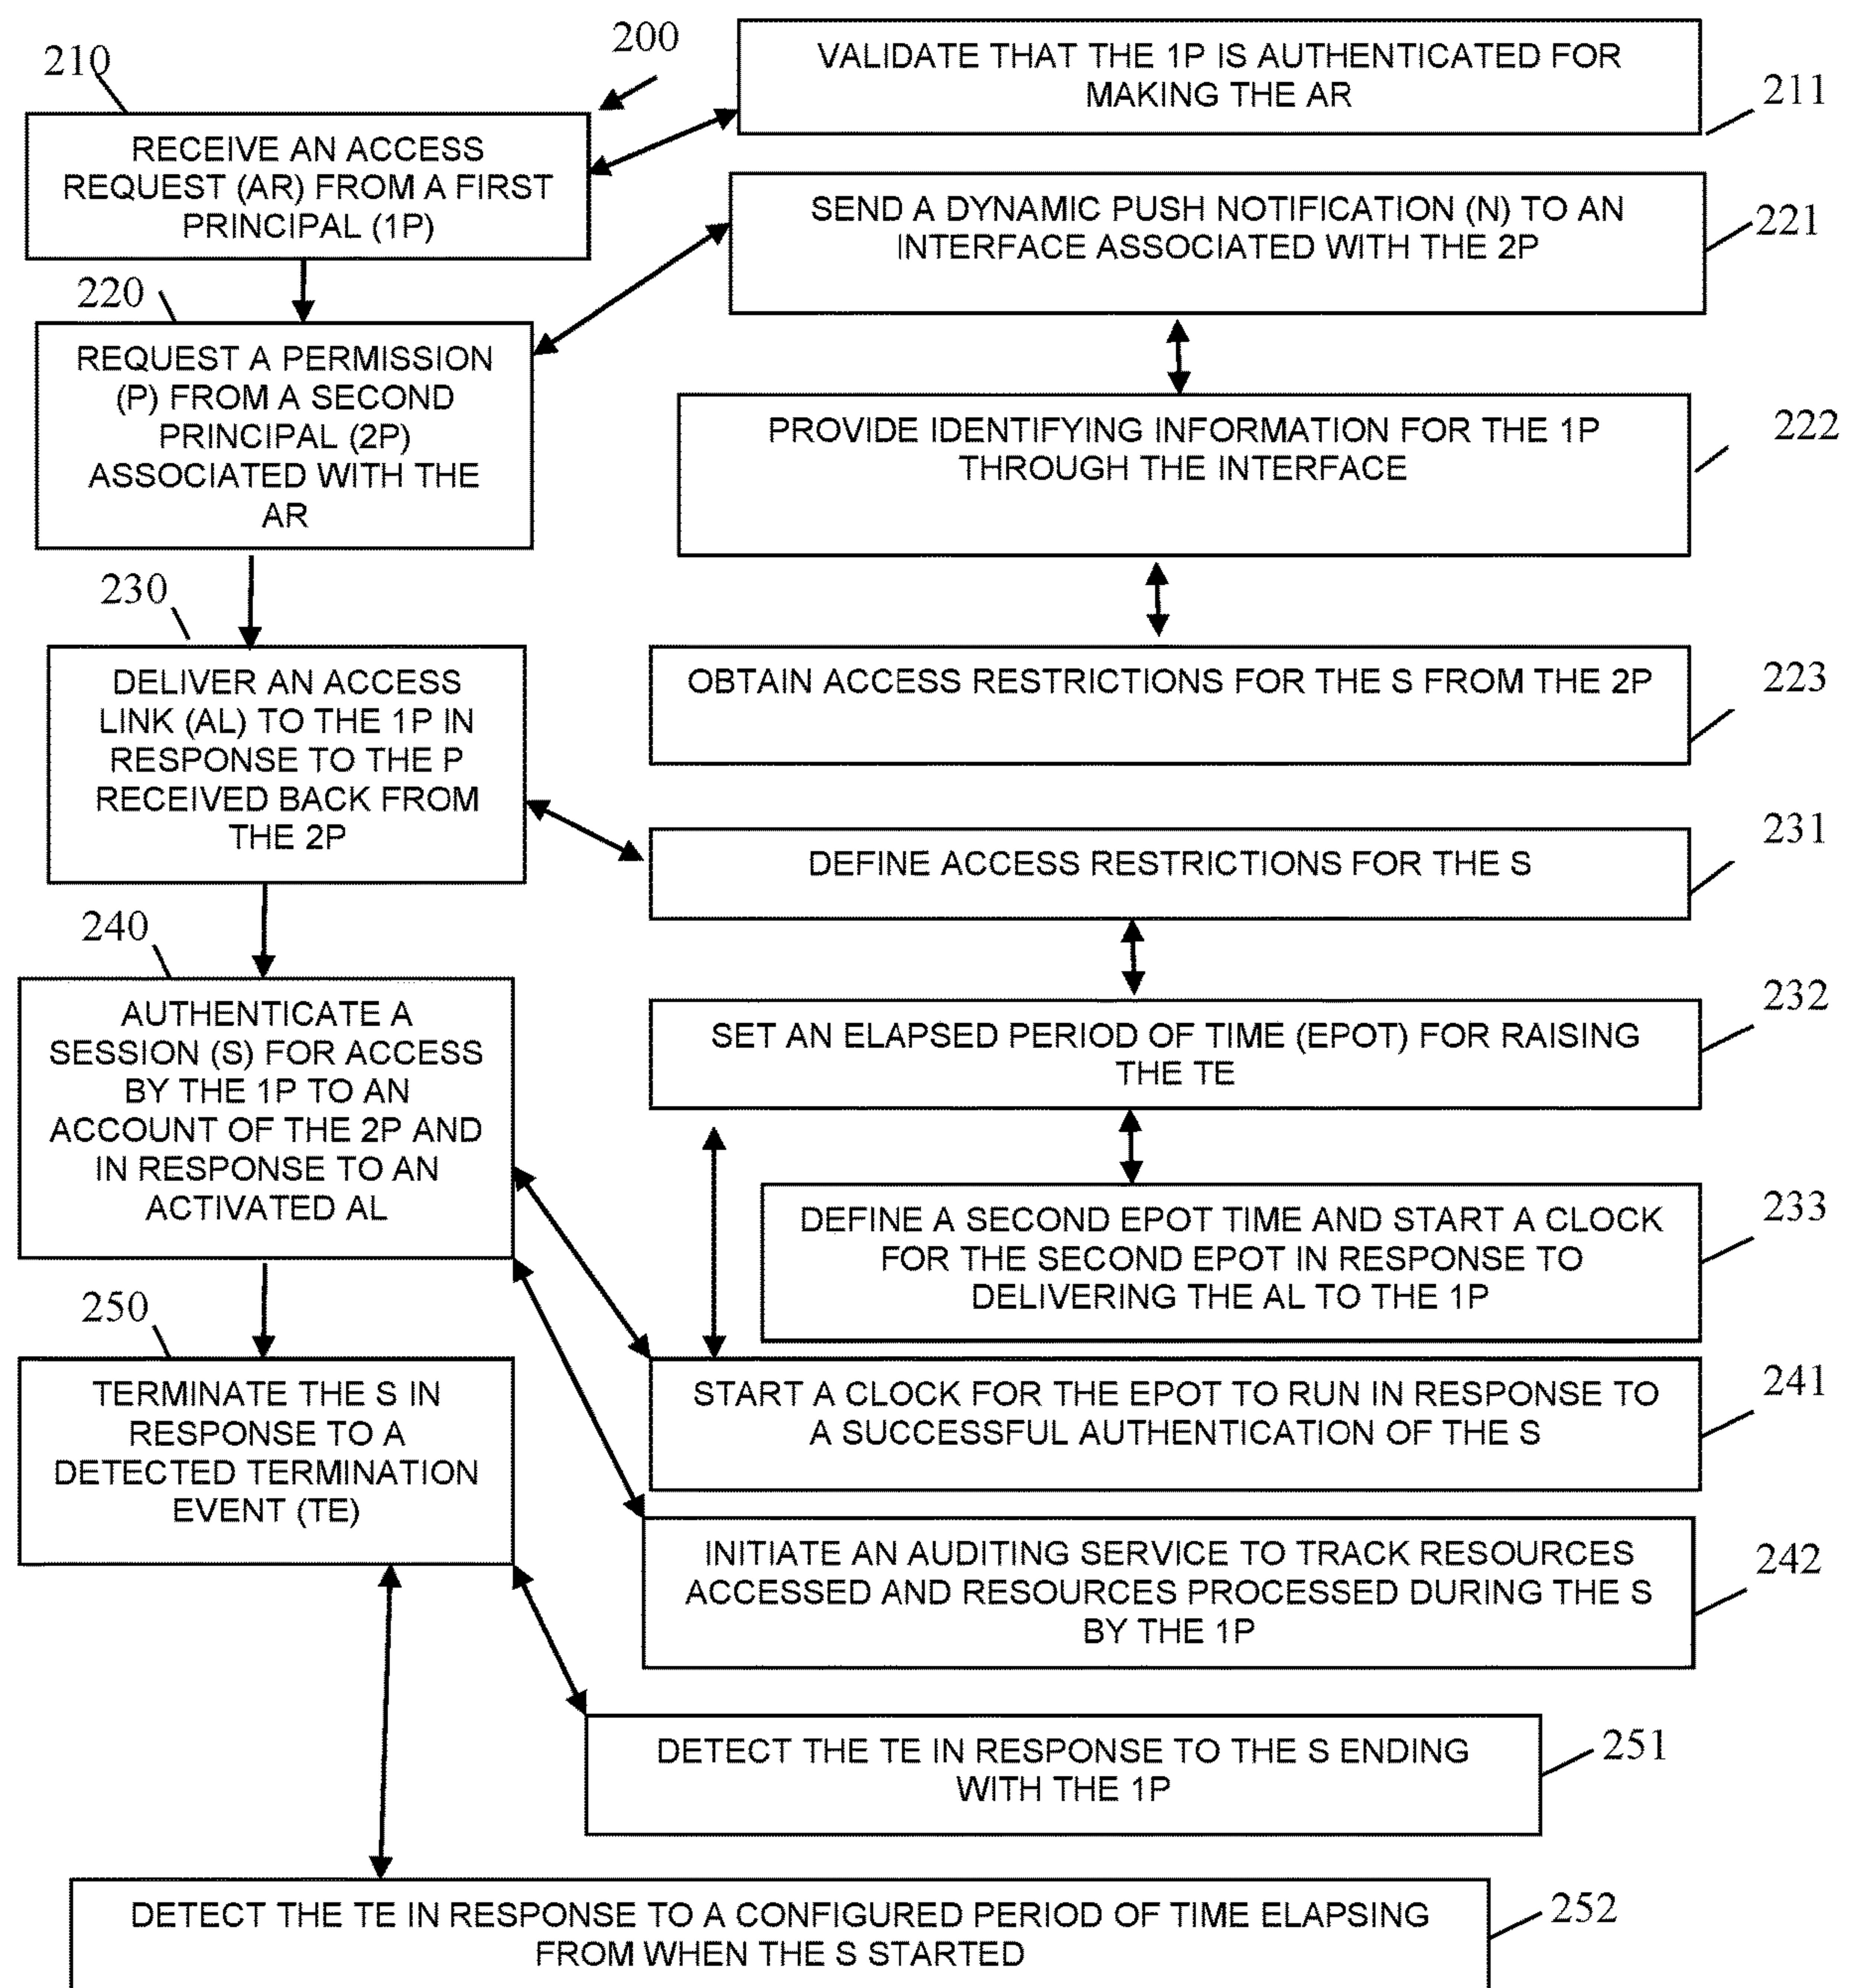 200
210
RECEIVE AN ACCESS
REQUEST (AR) FROM A FIRST
PRINCIPAL (1P)
VALIDATE THAT THE 1P IS AUTHENTICATED FOR
MAKING THE AR
211
220
REQUEST A PERMISSION
(P) FROM A SECOND
PRINCIPAL (2P)
ASSOCIATED WITH THE
AR
SEND A DYNAMIC PUSH NOTIFICATION (N) TO AN
INTERFACE ASSOCIATED WITH THE 2P
221
PROVIDE IDENTIFYING INFORMATION FOR THE 1P
THROUGH THE INTERFACE
222
OBTAIN ACCESS RESTRICTIONS FOR THE S FROM THE 2P
223
230
DELIVER AN ACCESS
LINK (AL) TO THE 1P IN
RESPONSE TO THE P
RECEIVED BACK FROM
THE 2P
DEFINE ACCESS RESTRICTIONS FOR THE S
231
SET AN ELAPSED PERIOD OF TIME (EPOT) FOR RAISING
THE TE
232
DEFINE A SECOND EPOT TIME AND START A CLOCK
FOR THE SECOND EPOT IN RESPONSE TO
DELIVERING THE AL TO THE 1P
233
240
AUTHENTICATE A
SESSION (S) FOR ACCESS
BY THE 1P TO AN
ACCOUNT OF THE 2P AND
IN RESPONSE TO AN
ACTIVATED AL
START A CLOCK FOR THE EPOT TO RUN IN RESPONSE TO
A SUCCESSFUL AUTHENTICATION OF THE S
241
INITIATE AN AUDITING SERVICE TO TRACK RESOURCES
ACCESSED AND RESOURCES PROCESSED DURING THE S
BY THE 1P
242
250
TERMINATE THE S IN
RESPONSE TO A
DETECTED TERMINATION
EVENT (TE)
DETECT THE TE IN RESPONSE TO THE S ENDING
WITH THE 1P
251
DETECT THE TE IN RESPONSE TO A CONFIGURED PERIOD OF TIME ELAPSING
FROM WHEN THE S STARTED
252